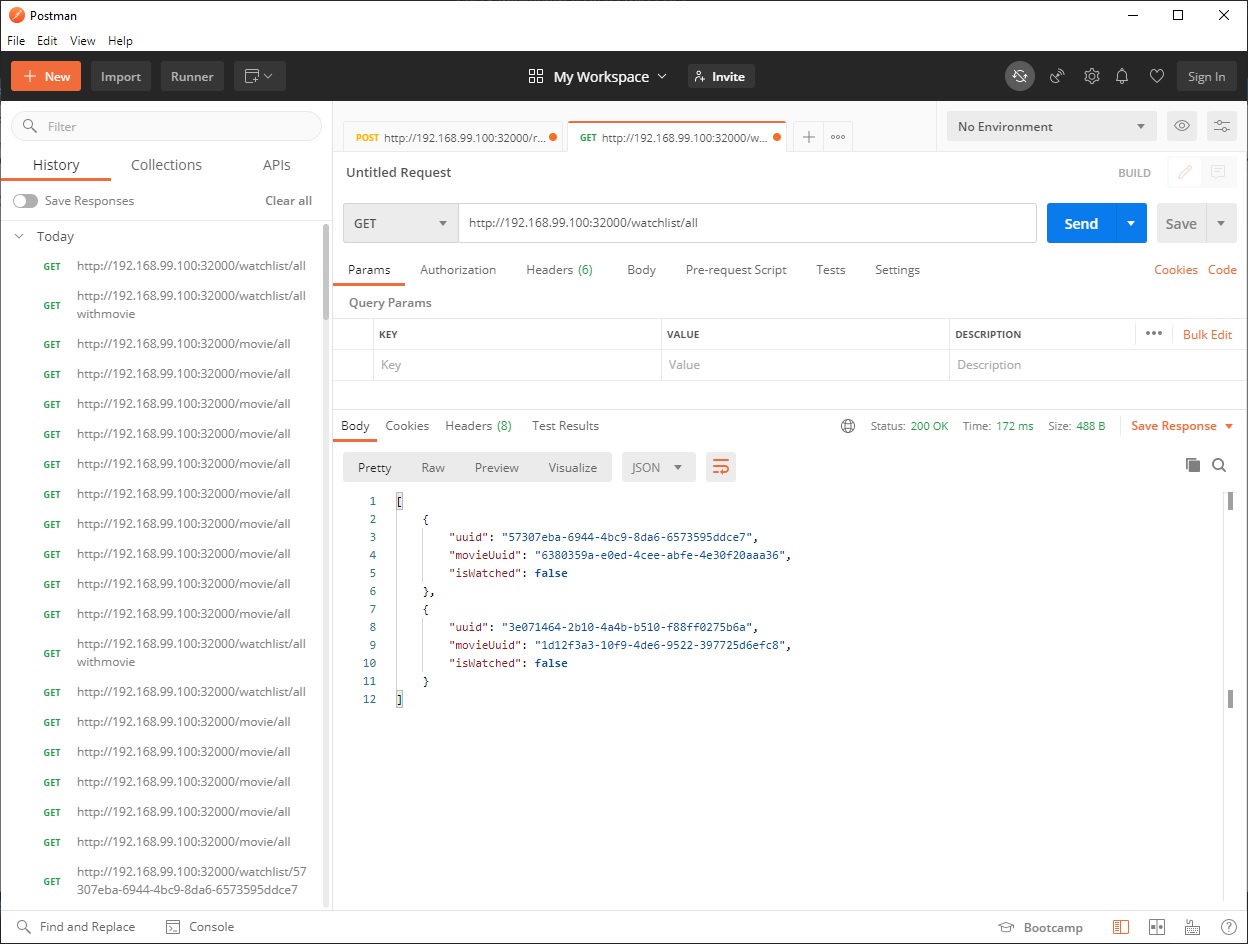 Postman
File Edit View Help
New Import Runner My Workspace Invite Sign In
Filter
History Collections APIs
Save Responses Clear all
Today
GET http://192.168.99.100:32000/watchlist/all
GET http://192.168.99.100:32000/watchlist/all
withmovie
GET http://192.168.99.100:32000/movie/all
GET http://192.168.99.100:32000/movie/all
GET http://192.168.99.100:32000/movie/all
GET http://192.168.99.100:32000/movie/all
GET http://192.168.99.100:32000/movie/all
GET http://192.168.99.100:32000/movie/all
GET http://192.168.99.100:32000/movie/all
GET http://192.168.99.100:32000/movie/all
GET http://192.168.99.100:32000/movie/all
GET http://192.168.99.100:32000/movie/all
GET http://192.168.99.100:32000/watchlist/all
withmovie
GET http://192.168.99.100:32000/watchlist/all
GET http://192.168.99.100:32000/movie/all
GET http://192.168.99.100:32000/movie/all
GET http://192.168.99.100:32000/movie/all
GET http://192.168.99.100:32000/movie/all
GET http://192.168.99.100:32000/movie/all
GET http://192.168.99.100:32000/watchlist/57
307eba-6944-4bc9-8da6-6573595ddce7
POST http://192.168.99.100:32000/r... GET http://192.168.99.100:32000/w... No Environment
Untitled Request BUILD
GET http://192.168.99.100:32000/watchlist/all Send Save
Params Authorization Headers (6) Body Pre-request Script Tests Settings Cookies Code
Query Params
KEY VALUE DESCRIPTION Bulk Edit
Key Value Description
Body Cookies Headers (8) Test Results Status: 200 OK Time: 172 ms Size: 488 B Save Response
Pretty Raw Preview Visualize JSON
1 [
2 {
3 "uuid": "57307eba-6944-4bc9-8da6-6573595ddce7",
4 "movieUuid": "6380359a-e0ed-4cee-abfe-4e30f20aaa36",
5 "isWatched": false
6 },
7 {
8 "uuid": "3e071464-2b10-4a4b-b510-f88ff0275b6a",
9 "movieUuid": "1d12f3a3-10f9-4de6-9522-397725d6efc8",
10 "isWatched": false
11 }
12 ]
Find and Replace Console Bootcamp